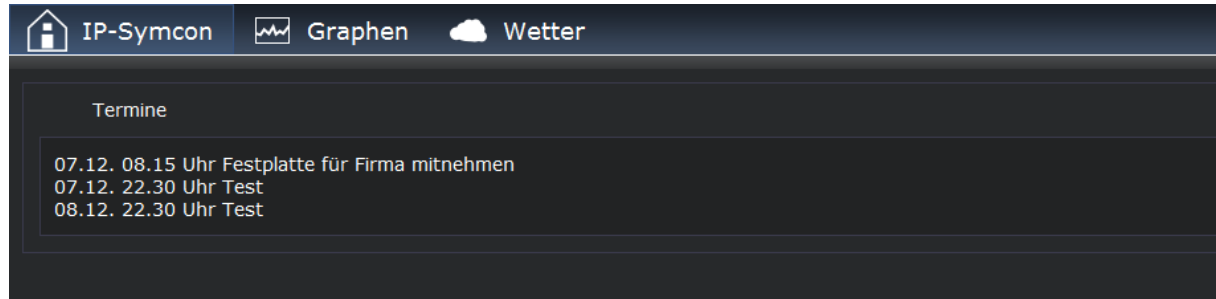 IP-Symcon Graphen Wetter
Termine
07.12. 08.15 Uhr Festplatte für Firma mitnehmen
07.12. 22.30 Uhr Test
08.12. 22.30 Uhr Test